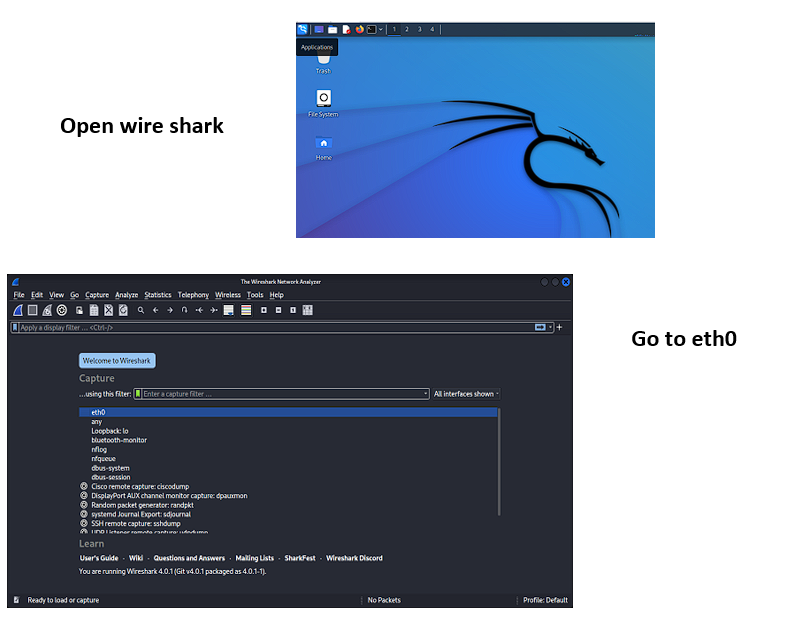 1 2 3 4
Applications
Trash
File System
Home
Open wire shark
The Wireshark Network Analyzer
File Edit View Go Capture Analyze Statistics Telephony Wireless Tools Help
Apply a display filter ... <Ctrl-/>
Welcome to Wireshark
Capture
...using this filter: Enter a capture filter ... All interfaces shown
eth0
any
Loopback: lo
bluetooth-monitor
nflog
nfqueue
dbus-system
dbus-session
Cisco remote capture: ciscodump
DisplayPort AUX channel monitor capture: dpauxmon
Random packet generator: randpkt
systemd Journal Export: sdjournal
SSH remote capture: sshdump
UDP Listener remote capture: udpdump
Learn
User's Guide · Wiki · Questions and Answers · Mailing Lists · SharkFest · Wireshark Discord
You are running Wireshark 4.0.1 (Git v4.0.1 packaged as 4.0.1-1).
Ready to load or capture No Packets Profile: Default
Go to eth0